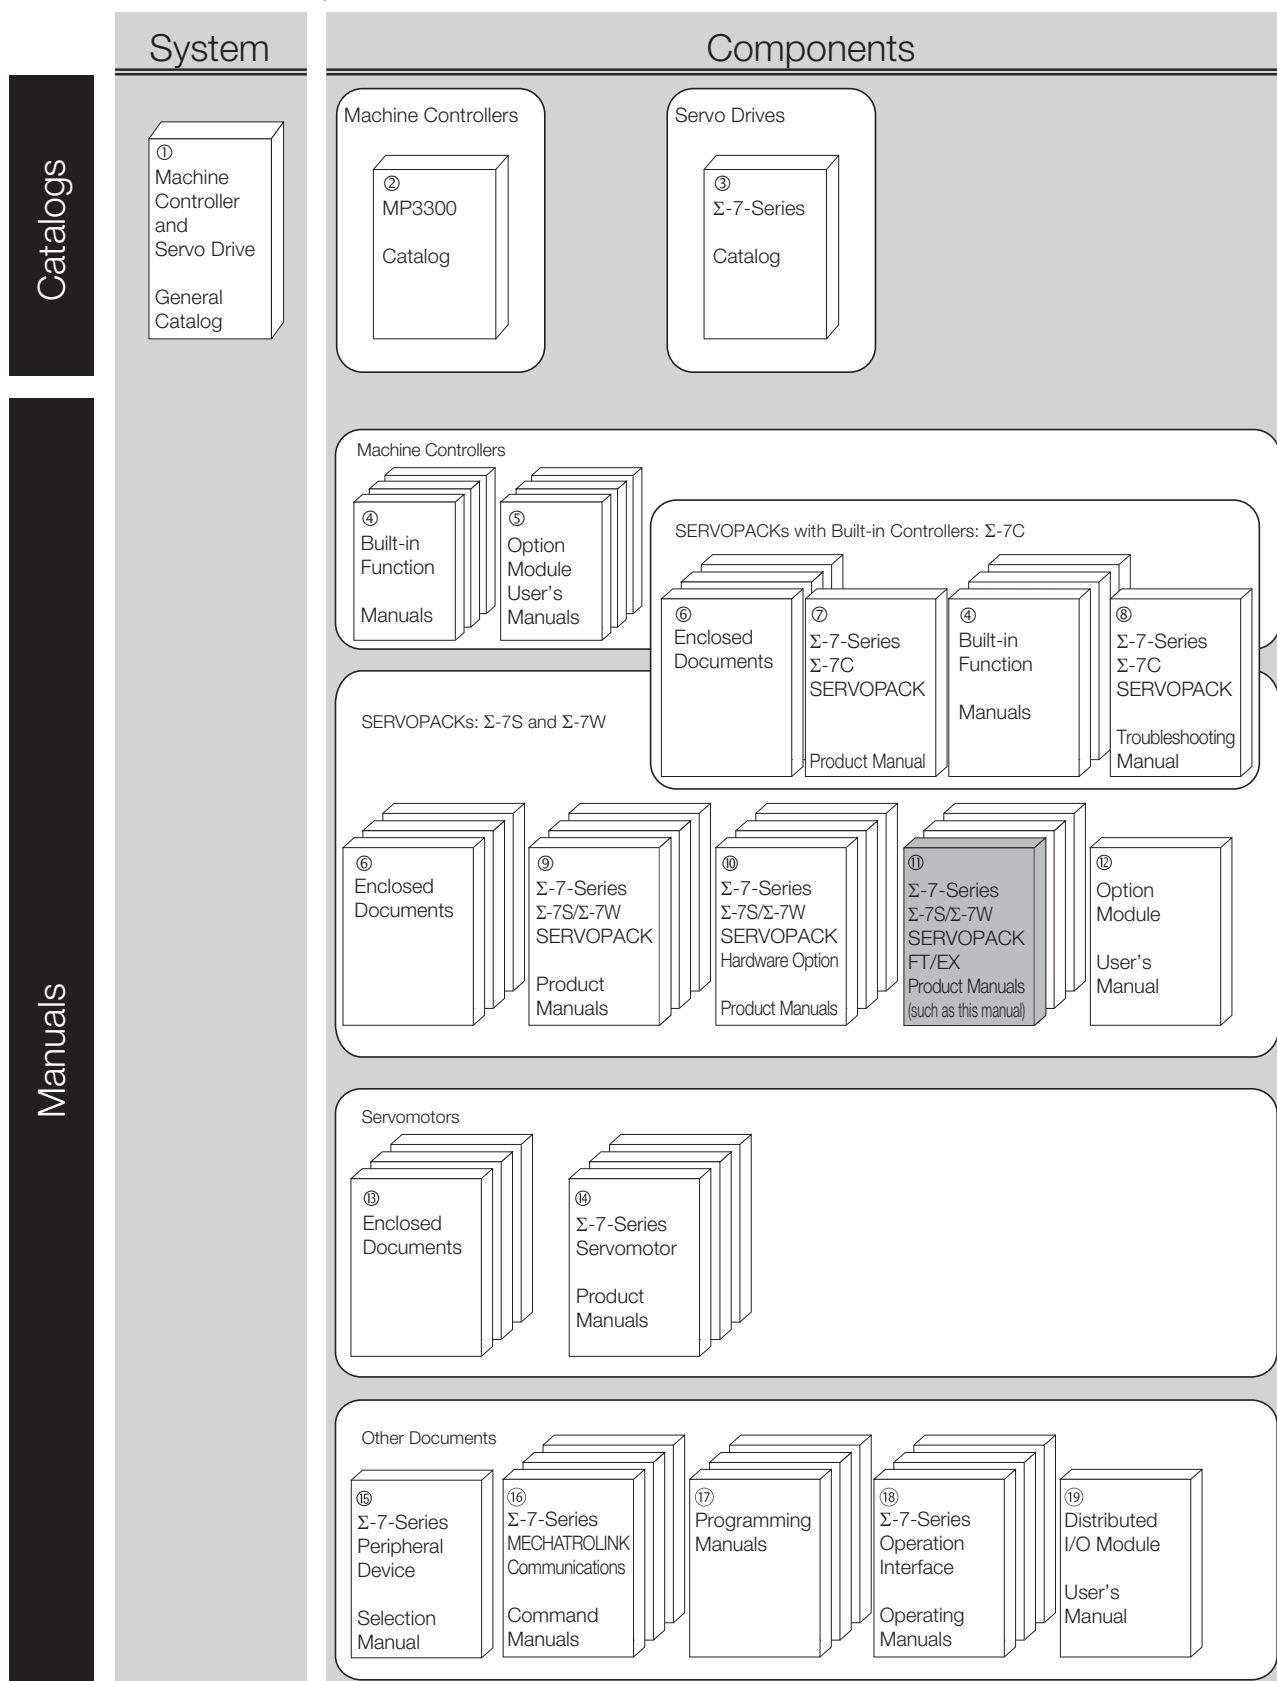 System
Components
Catalogs
①
Machine
Controller
and
Servo Drive
General
Catalog
Machine Controllers
②
MP3300
Catalog
Servo Drives
③
Σ-7-Series
Catalog
Manuals
Machine Controllers
④
Built-in
Function
Manuals
⑤
Option
Module
User's
Manuals
SERVOPACKs with Built-in Controllers: Σ-7C
⑥
Enclosed
Documents
⑦
Σ-7-Series
Σ-7C
SERVOPACK
Product Manual
④
Built-in
Function
Manuals
⑧
Σ-7-Series
Σ-7C
SERVOPACK
Troubleshooting
Manual
SERVOPACKs: Σ-7S and Σ-7W
⑥
Enclosed
Documents
⑨
Σ-7-Series
Σ-7S/Σ-7W
SERVOPACK
Product
Manuals
⑩
Σ-7-Series
Σ-7S/Σ-7W
SERVOPACK
Hardware Option
Product Manuals
⑪
Σ-7-Series
Σ-7S/Σ-7W
SERVOPACK
FT/EX
Product Manuals
(such as this manual)
⑫
Option
Module
User's
Manual
Servomotors
⑬
Enclosed
Documents
⑭
Σ-7-Series
Servomotor
Product
Manuals
Other Documents
⑮
Σ-7-Series
Peripheral
Device
Selection
Manual
⑯
Σ-7-Series
MECHATROLINK
Communications
Command
Manuals
⑰
Programming
Manuals
⑱
Σ-7-Series
Operation
Interface
Operating
Manuals
⑲
Distributed
I/O Module
User's
Manual